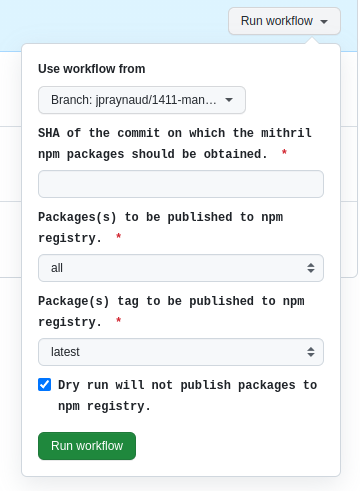 Run workflow
Use workflow from
Branch: jpraynaud/1411-man…
SHA of the commit on which the mithril
npm packages should be obtained. *
Packages(s) to be published to npm
registry. *
all
Package(s) tag to be published to npm
registry. *
latest
Dry run will not publish packages to
npm registry.
Run workflow